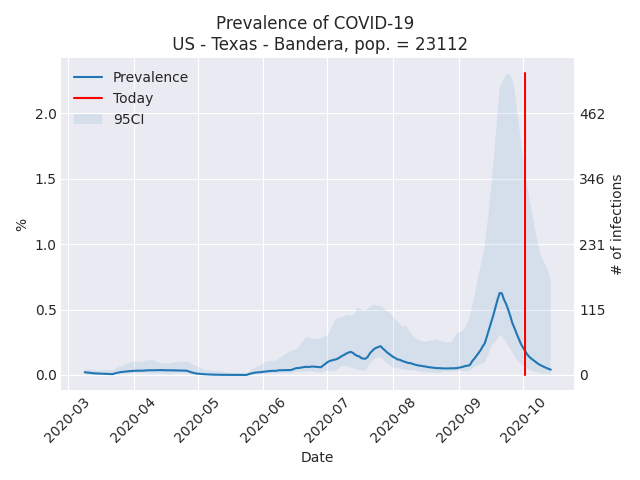 Prevalence of COVID-19
US - Texas - Bandera, pop. = 23112
Prevalence
Today
95CI
2.0
1.5
1.0
0.5
0.0
%
462
346
231
115
0
# of infections
2020-03
2020-04
2020-05
2020-06
2020-07
2020-08
2020-09
2020-10
Date